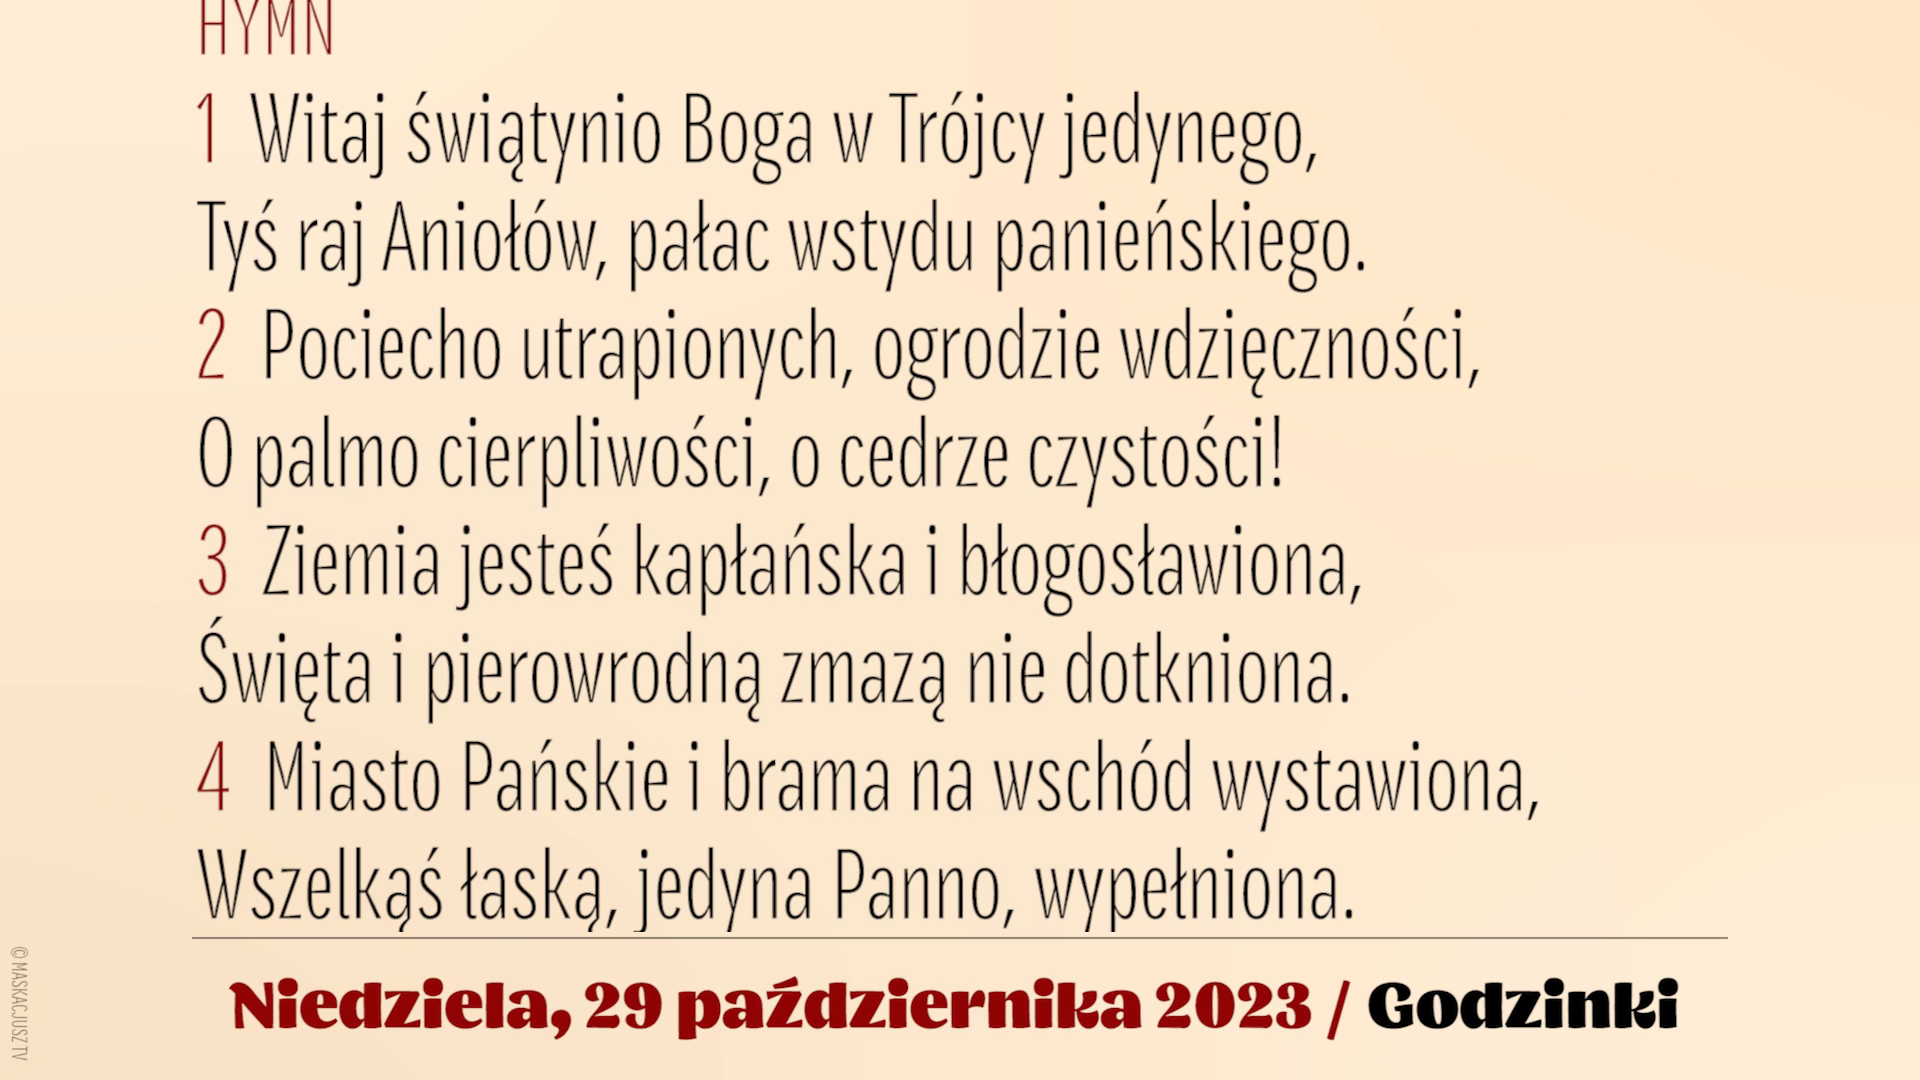 HYMN
1 Witaj świątynio Boga w Trójcy jedynego,
Tyś raj Aniołów, pałac wstydu panieńskiego.
2 Pociecho utrapionych, ogrodzie wdzięczności,
O palmo cierpliwości, o cedrze czystości!
3 Ziemia jesteś kapłańska i błogosławiona,
Święta i pierowrodną zmazą nie dotkniona.
4 Miasto Pańskie i brama na wschód wystawiona,
Wszelkąś łaską, jedyna Panno, wypełniona.
Niedziela, 29 października 2023 / Godzinki
© MASKACJUSZ TV